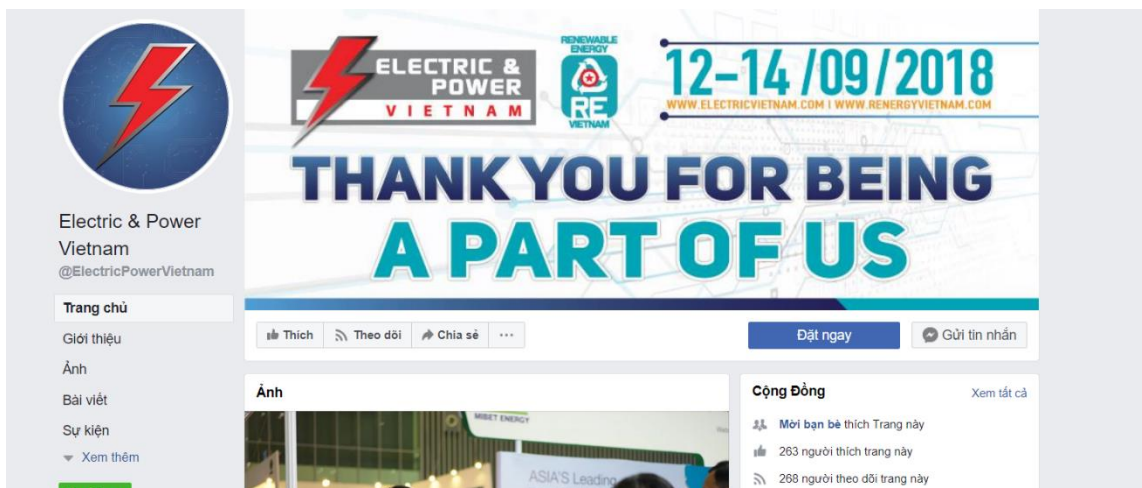 ELECTRIC &
POWER
VIETNAM
RENEWABLE
ENERGY
RE
VIETNAM
12-14 /09/2018
WWW.ELECTRICVIETNAM.COM I WWW.RENERGYVIETNAM.COM
THANK YOU FOR BEING
A PART OF US
Electric & Power
Vietnam
@ElectricPowerVietnam
Trang chủ
Giới thiệu
Ảnh
Bài viết
Sự kiện
Xem thêm
Thích Theo dõi Chia sẻ ...
Đặt ngay Gửi tin nhắn
Ảnh
MIBET ENERGY
ASIA'S Leading
Cộng Đồng Xem tất cả
Mời bạn bè thích Trang này
263 người thích trang này
268 người theo dõi trang này